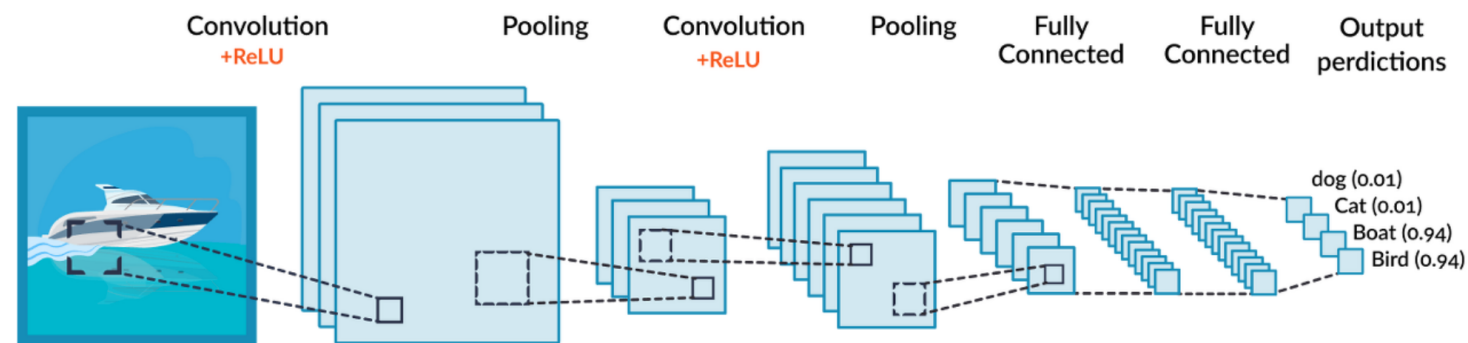 Convolution
+ReLU
Pooling
Convolution
+ReLU
Pooling
Fully
Connected
Fully
Connected
Output
perdictions
dog (0.01)
Cat (0.01)
Boat (0.94)
Bird (0.94)